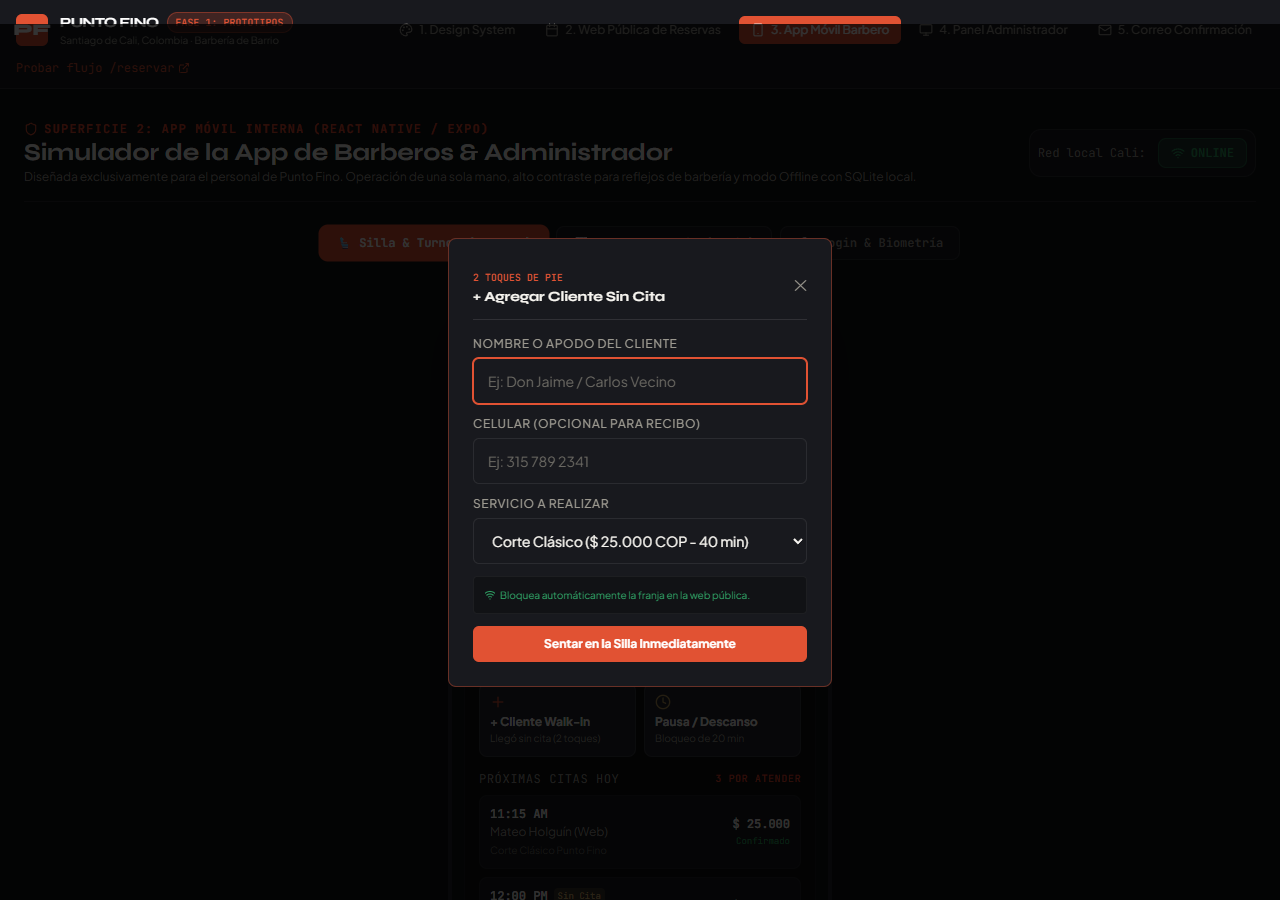 PF
PUNTO FINO
FASE 1: PROTOTIPOS
Santiago de Cali, Colombia · Barbería de Barrio
1. Design System
2. Web Pública de Reservas
3. App Móvil Barbero
4. Panel Administrador
5. Correo Confirmación
Probar flujo /reservar
SUPERFICIE 2: APP MÓVIL INTERNA (REACT NATIVE / EXPO)
Simulador de la App de Barberos & Administrador
Diseñada exclusivamente para el personal de Punto Fino. Operación de una sola mano, alto contraste para reflejos de barbería y modo Offline con SQLite local.
Red local Cali:
ONLINE
Silla & Turno
ogin & Biometría
2 TOQUES DE PIE
+ Agregar Cliente Sin Cita
NOMBRE O APODO DEL CLIENTE
Ej: Don Jaime / Carlos Vecino
CELULAR (OPCIONAL PARA RECIBO)
Ej: 315 789 2341
SERVICIO A REALIZAR
Corte Clásico ($ 25.000 COP - 40 min)
Bloquea automáticamente la franja en la web pública.
Sentar en la Silla Inmediatamente
+ Cliente Walk-In
Llegó sin cita (2 toques)
Pausa / Descanso
Bloqueo de 20 min
PRÓXIMAS CITAS HOY
3 POR ATENDER
11:15 AM
Mateo Holguín (Web)
Corte Clásico Punto Fino
$ 25.000
Confirmado
12:00 PM
Sin Cita